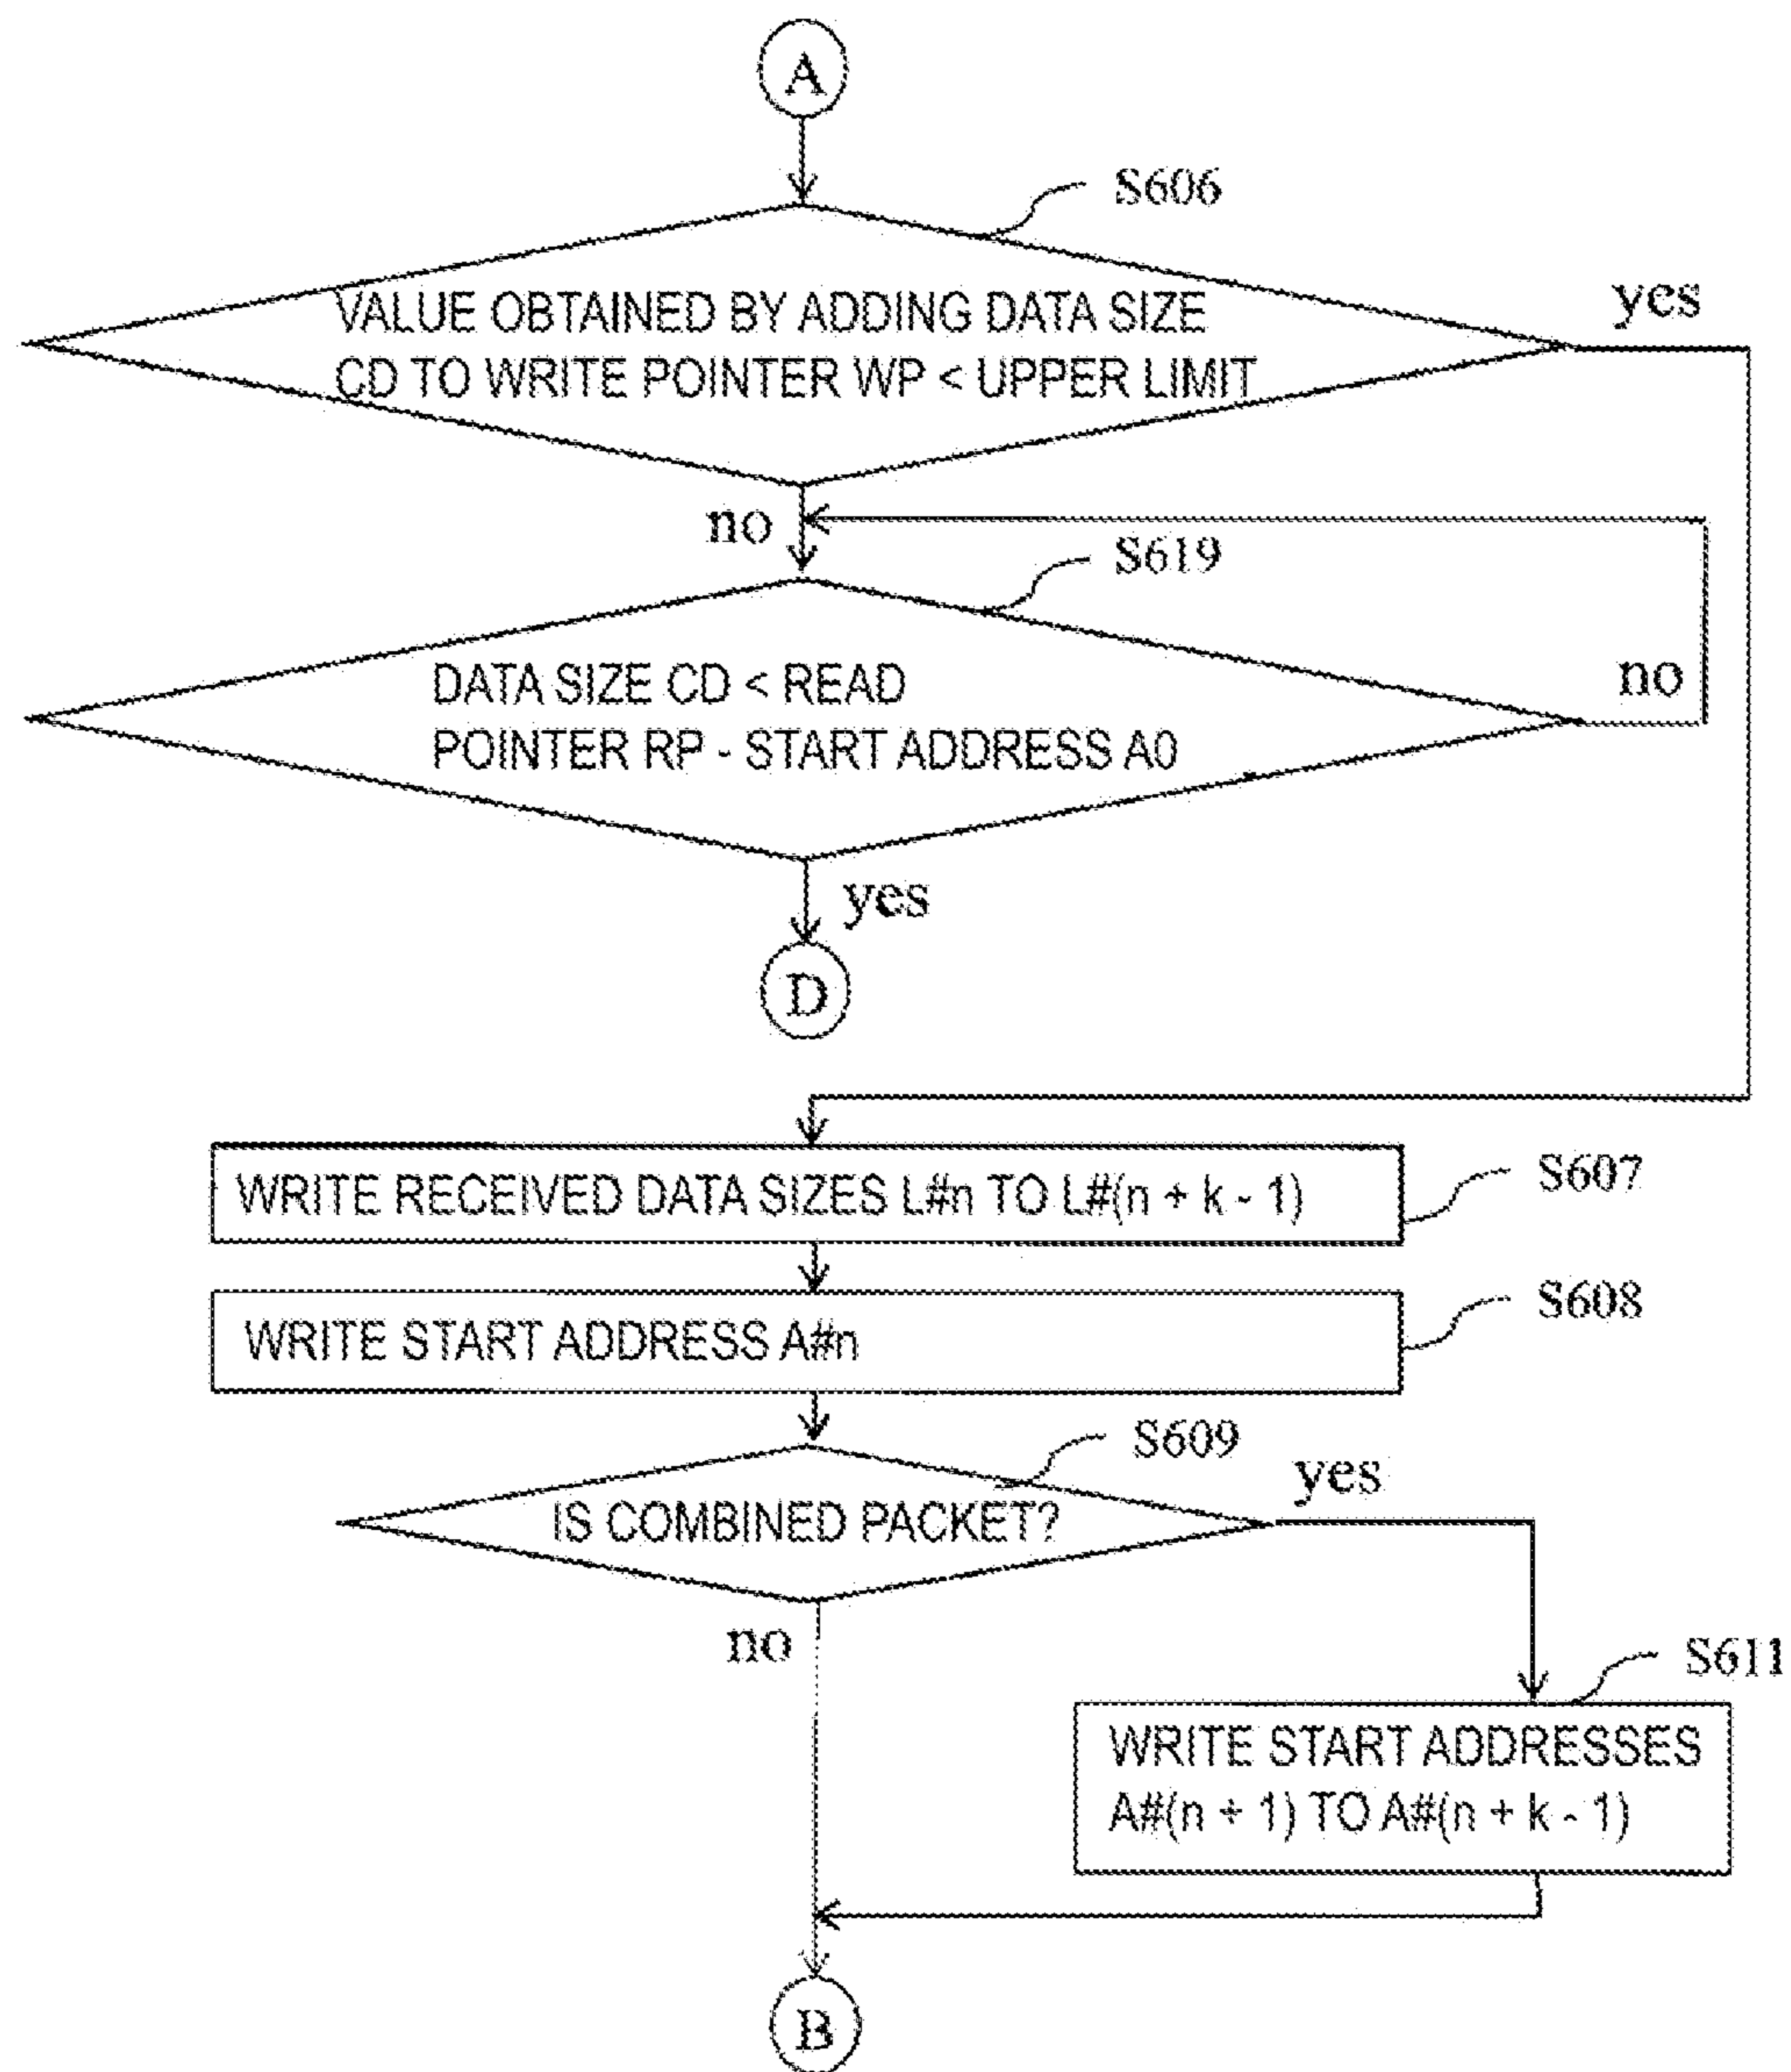 A
S606
VALUE OBTAINED BY ADDING DATA SIZE
CD TO WRITE POINTER WP < UPPER LIMIT
yes
no
S619
DATA SIZE CD < READ
POINTER RP - START ADDRESS A0
no
yes
D
WRITE RECEIVED DATA SIZES L#n TO L#(n + k - 1)
S607
WRITE START ADDRESS A#n
S608
S609
IS COMBINED PACKET?
yes
no
S611
WRITE START ADDRESSES
A#(n + 1) TO A#(n + k - 1)
B